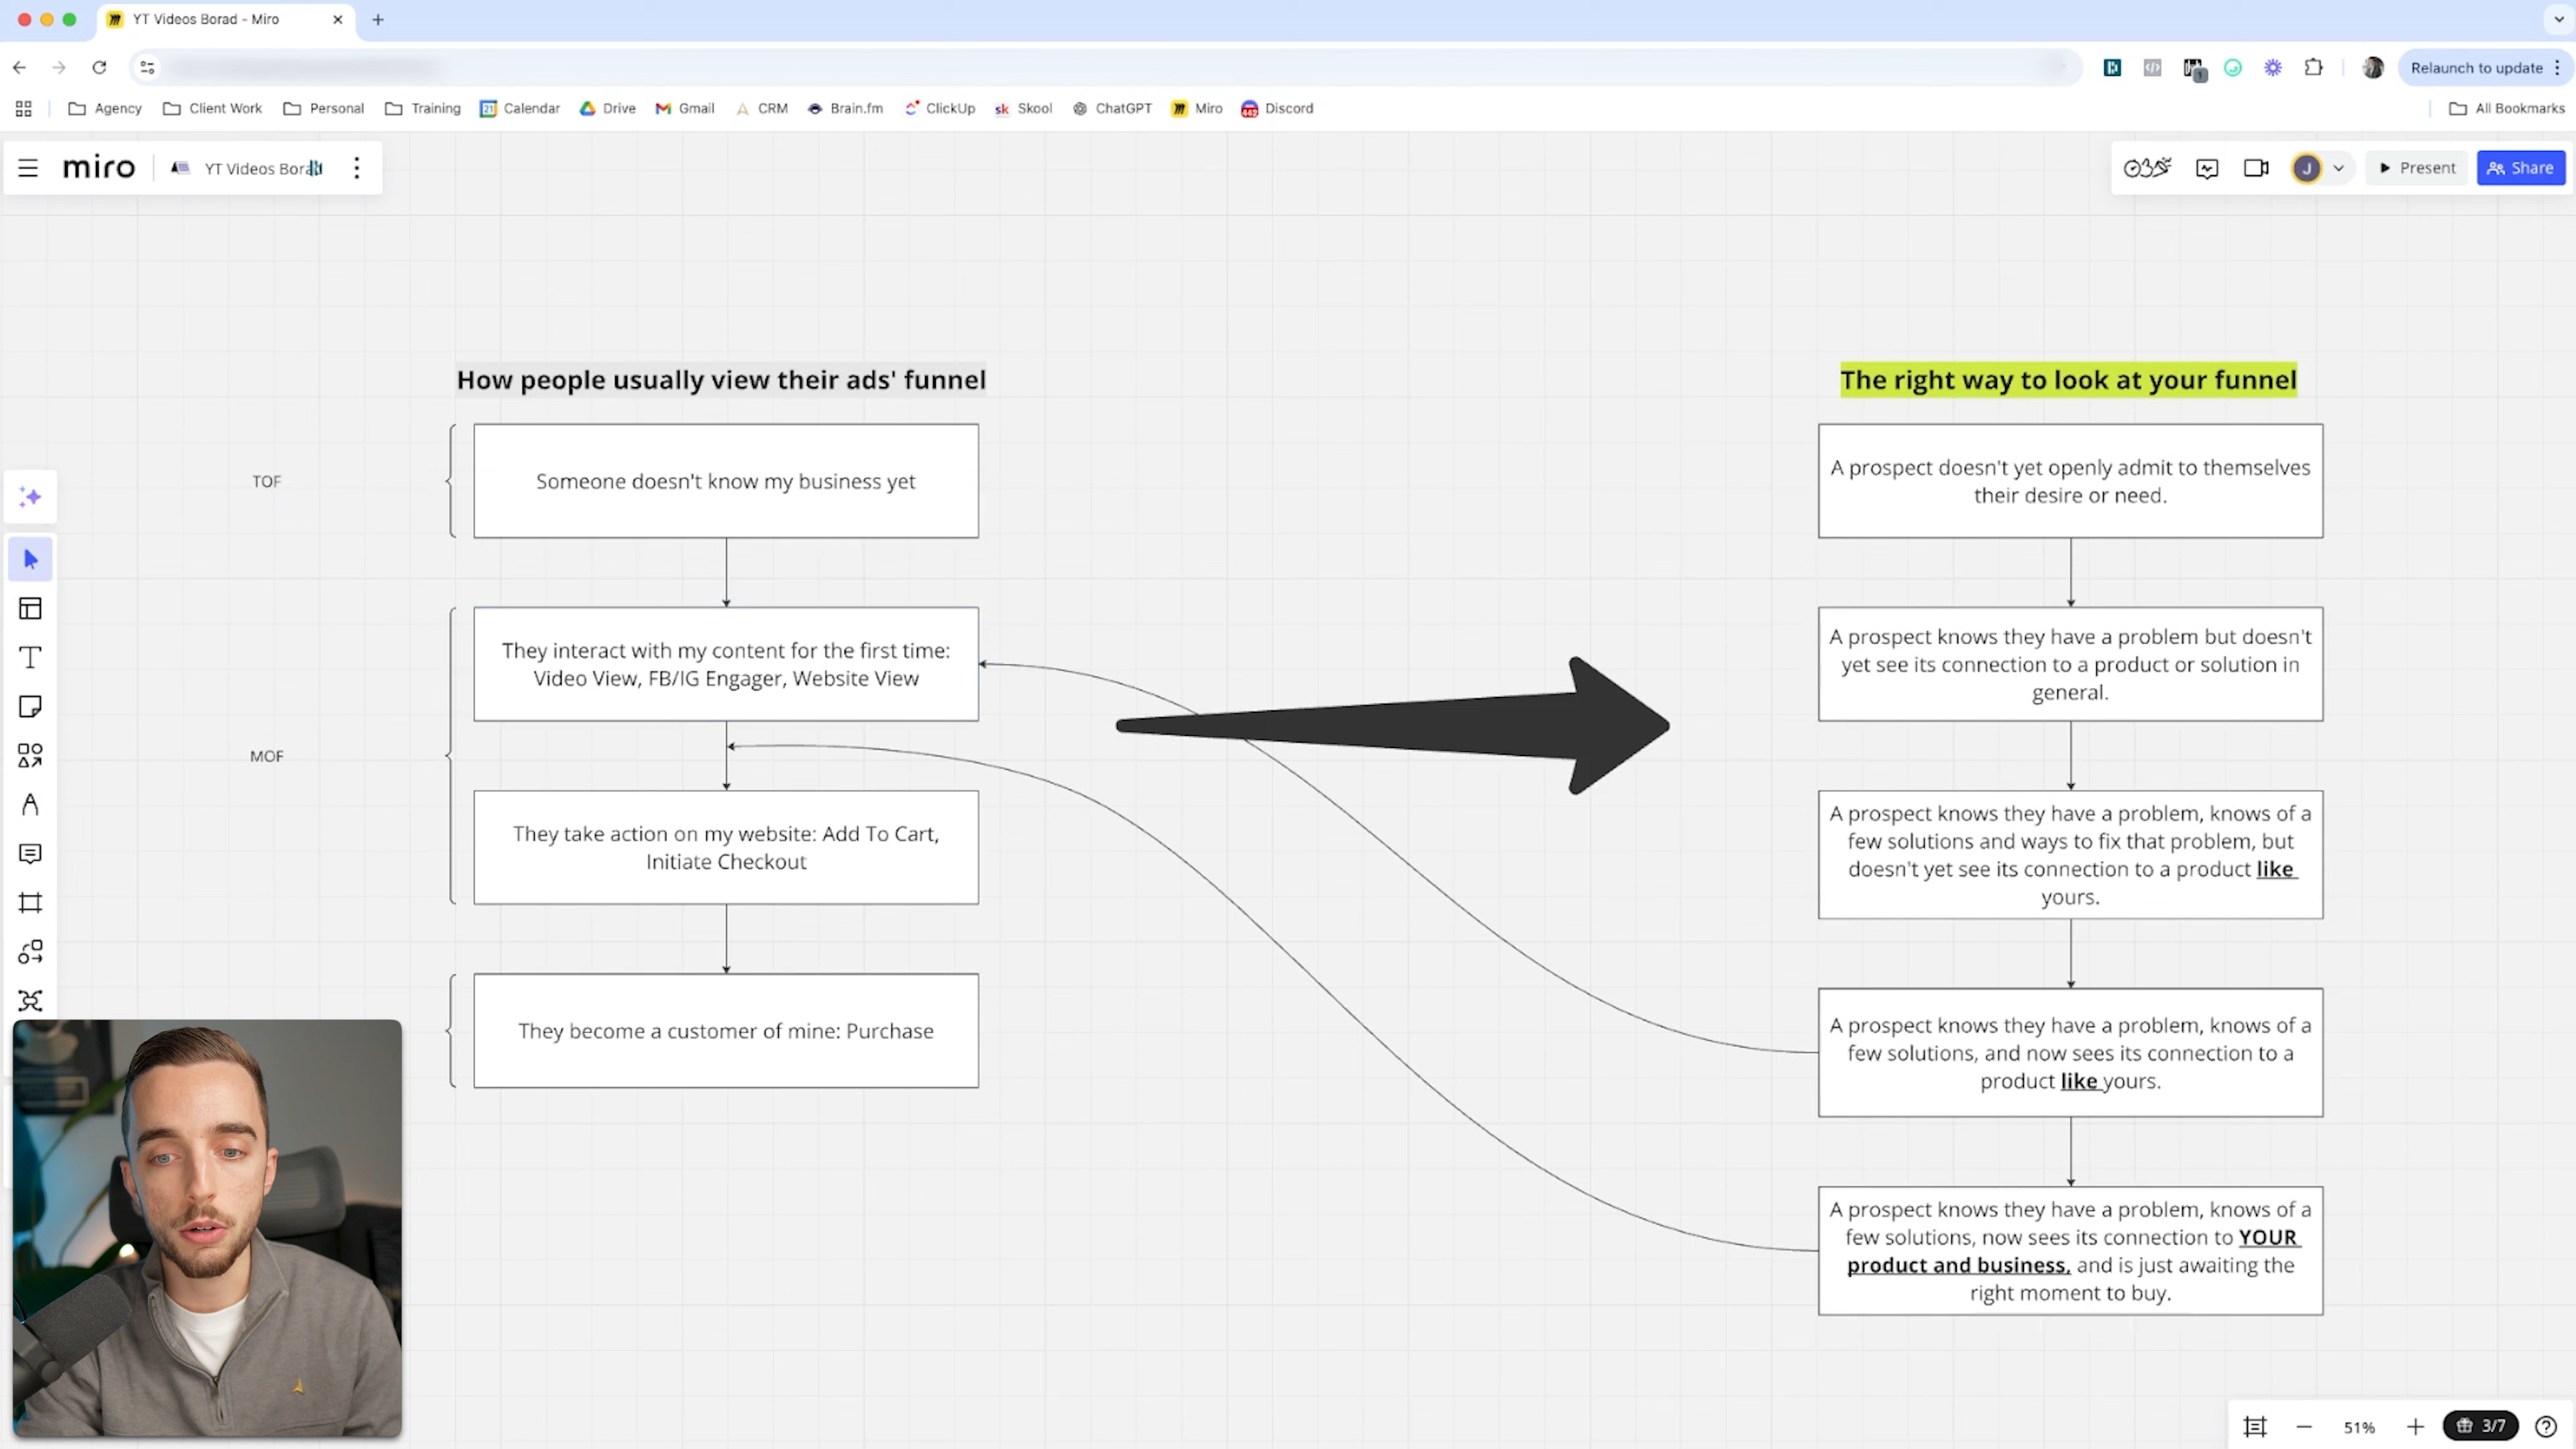 YT Videos Borad - Miro
Relaunch to update
Agency
Client Work
Personal
Training
Calendar
Drive
Gmail
CRM
Brain.fm
ClickUp
Skool
ChatGPT
Miro
Discord
All Bookmarks
miro
YT Videos Borad
Present
Share
How people usually view their ads' funnel
The right way to look at your funnel
TOF
Someone doesn't know my business yet
A prospect doesn't yet openly admit to themselves
their desire or need.
They interact with my content for the first time:
Video View, FB/IG Engager, Website View
A prospect knows they have a problem but doesn't
yet see its connection to a product or solution in
general.
MOF
They take action on my website: Add To Cart,
Initiate Checkout
A prospect knows they have a problem, knows of a
few solutions and ways to fix that problem, but
doesn't yet see its connection to a product like
yours.
They become a customer of mine: Purchase
A prospect knows they have a problem, knows of a
few solutions, and now sees its connection to a
product like yours.
A prospect knows they have a problem, knows of a
few solutions, now sees its connection to YOUR
product and business, and is just awaiting the
right moment to buy.
51%
3/7